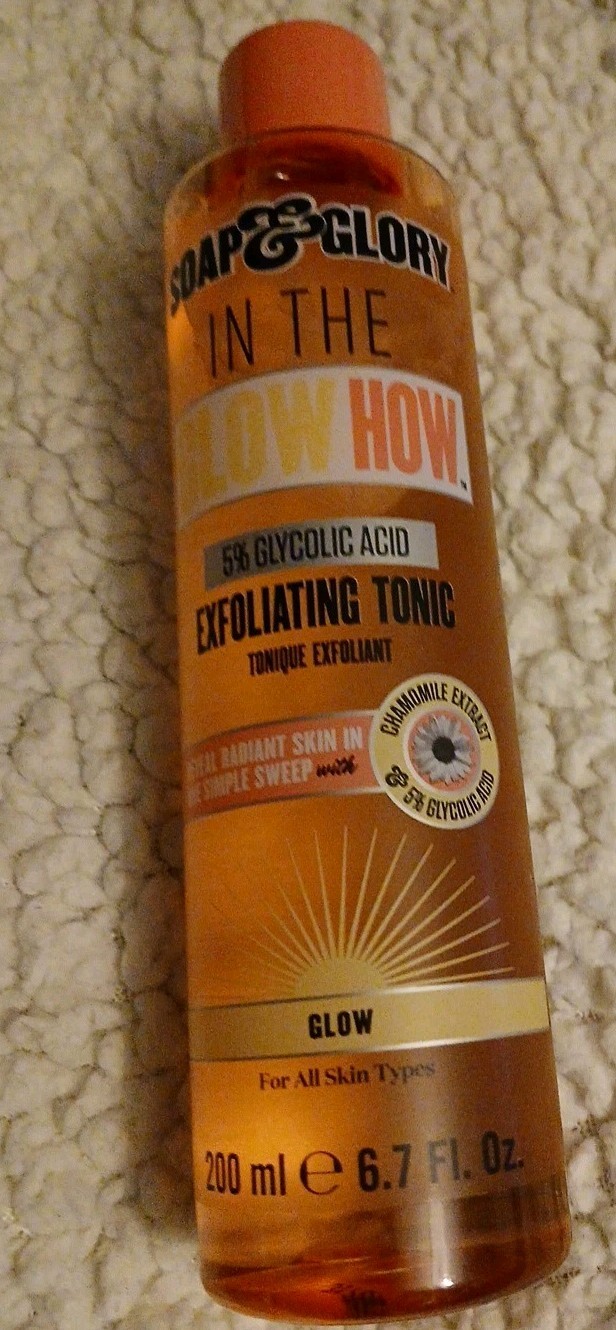 SOAP & GLORY
IN THE
GLOW HOW.
5% GLYCOLIC ACID
EXFOLIATING TONIC
TONIQUE EXFOLIANT
RADIANT SKIN IN
SIMPLE SWEEP with
CHAMOMILE EXTRACT
& 5% GLYCOLIC ACID
GLOW
For All Skin Types
200 ml e 6.7 Fl. Oz.